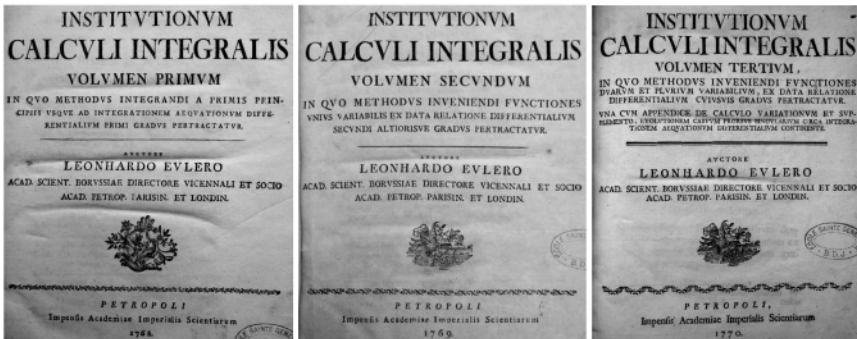 INSTITVTIONVM
CALCVLI INTEGRALIS
VOLVMEN PRIMVM
IN QVO METHODVS INTEGRANDI A PRIMIS PRIN-
CIPIIS VSQVE AD INTEGRATIONEM AEQVATIONVM DIFFE-
RENTIALIVM PRIMI GRADVS PERTRACTATVR.
AVCTORE
LEONHARDO EVLERO
ACAD. SCIENT. BORVSSIAE DIRECTORE VICENNALI ET SOCIO
ACAD. PETROP. PARISIN. ET LONDIN.
PETROPOLI
Impensis Academiae Imperialis Scientiarum
1768.
INSTITVTIONVM
CALCVLI INTEGRALIS
VOLVMEN SECVNDVM
IN QVO METHODVS INVENIENDI FVNCTIONES
VNIVS VARIABILIS EX DATA RELATIONE DIFFERENTIALIVM
SECVNDI ALTIORISVE GRADVS PERTRACTATVR.
AVCTORE
LEONHARDO EVLERO
ACAD. SCIENT. BORVSSIAE DIRECTORE VICENNALI ET SOCIO
ACAD. PETROP. PARISIN. ET LONDIN.
PETROPOLI
Impensis Academiae Imperialis Scientiarum
1769.
INSTITVTIONVM
CALCVLI INTEGRALIS
VOLVMEN TERTIVM,
IN QVO METHODVS INVENIENDI FVNCTIONES
DVARVM ET PLVRIVM VARIABILIVM, EX DATA RELATIONE
DIFFERENTIALIVM CVIVSVIS GRADVS PERTRACTATVR.
VNA CVM APPENDICE DE CALCVLO VARIATIONVM ET SVP-
PLEMENTO, EVOLVTIONEM CASVVM PRORSVS SINGVLARIVM CIRCA INTEGRA-
TIONEM AEQVATIONVM DIFFERENTIALIVM CONTINENTE.
AVCTORE
LEONHARDO EVLERO
ACAD. SCIENT. BORVSSIAE DIRECTORE VICENNALI ET SOCIO
ACAD. PETROP. PARISIN. ET LONDIN.
PETROPOLI,
Impensis Academiae Imperialis Scientiarum
1770.